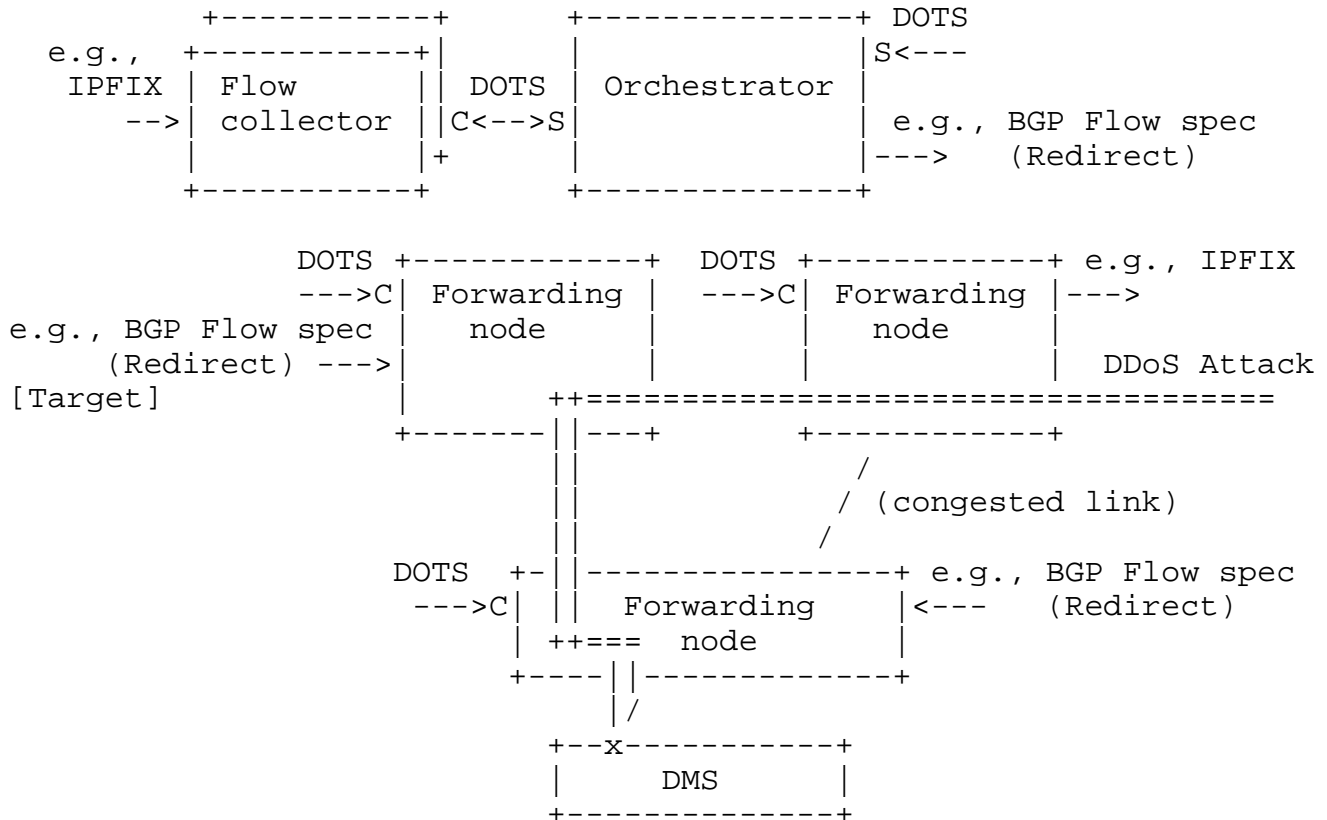 DOTS
e.g.,
S<---
IPFIX Flow DOTS Orchestrator
--> collector C<-->S e.g., BGP Flow spec
---> (Redirect)
DOTS DOTS e.g., IPFIX
--->C Forwarding --->C Forwarding --->
e.g., BGP Flow spec node node
(Redirect) ---> DDoS Attack
[Target]
(congested link)
DOTS e.g., BGP Flow spec
--->C Forwarding <--- (Redirect)
node
x
DMS